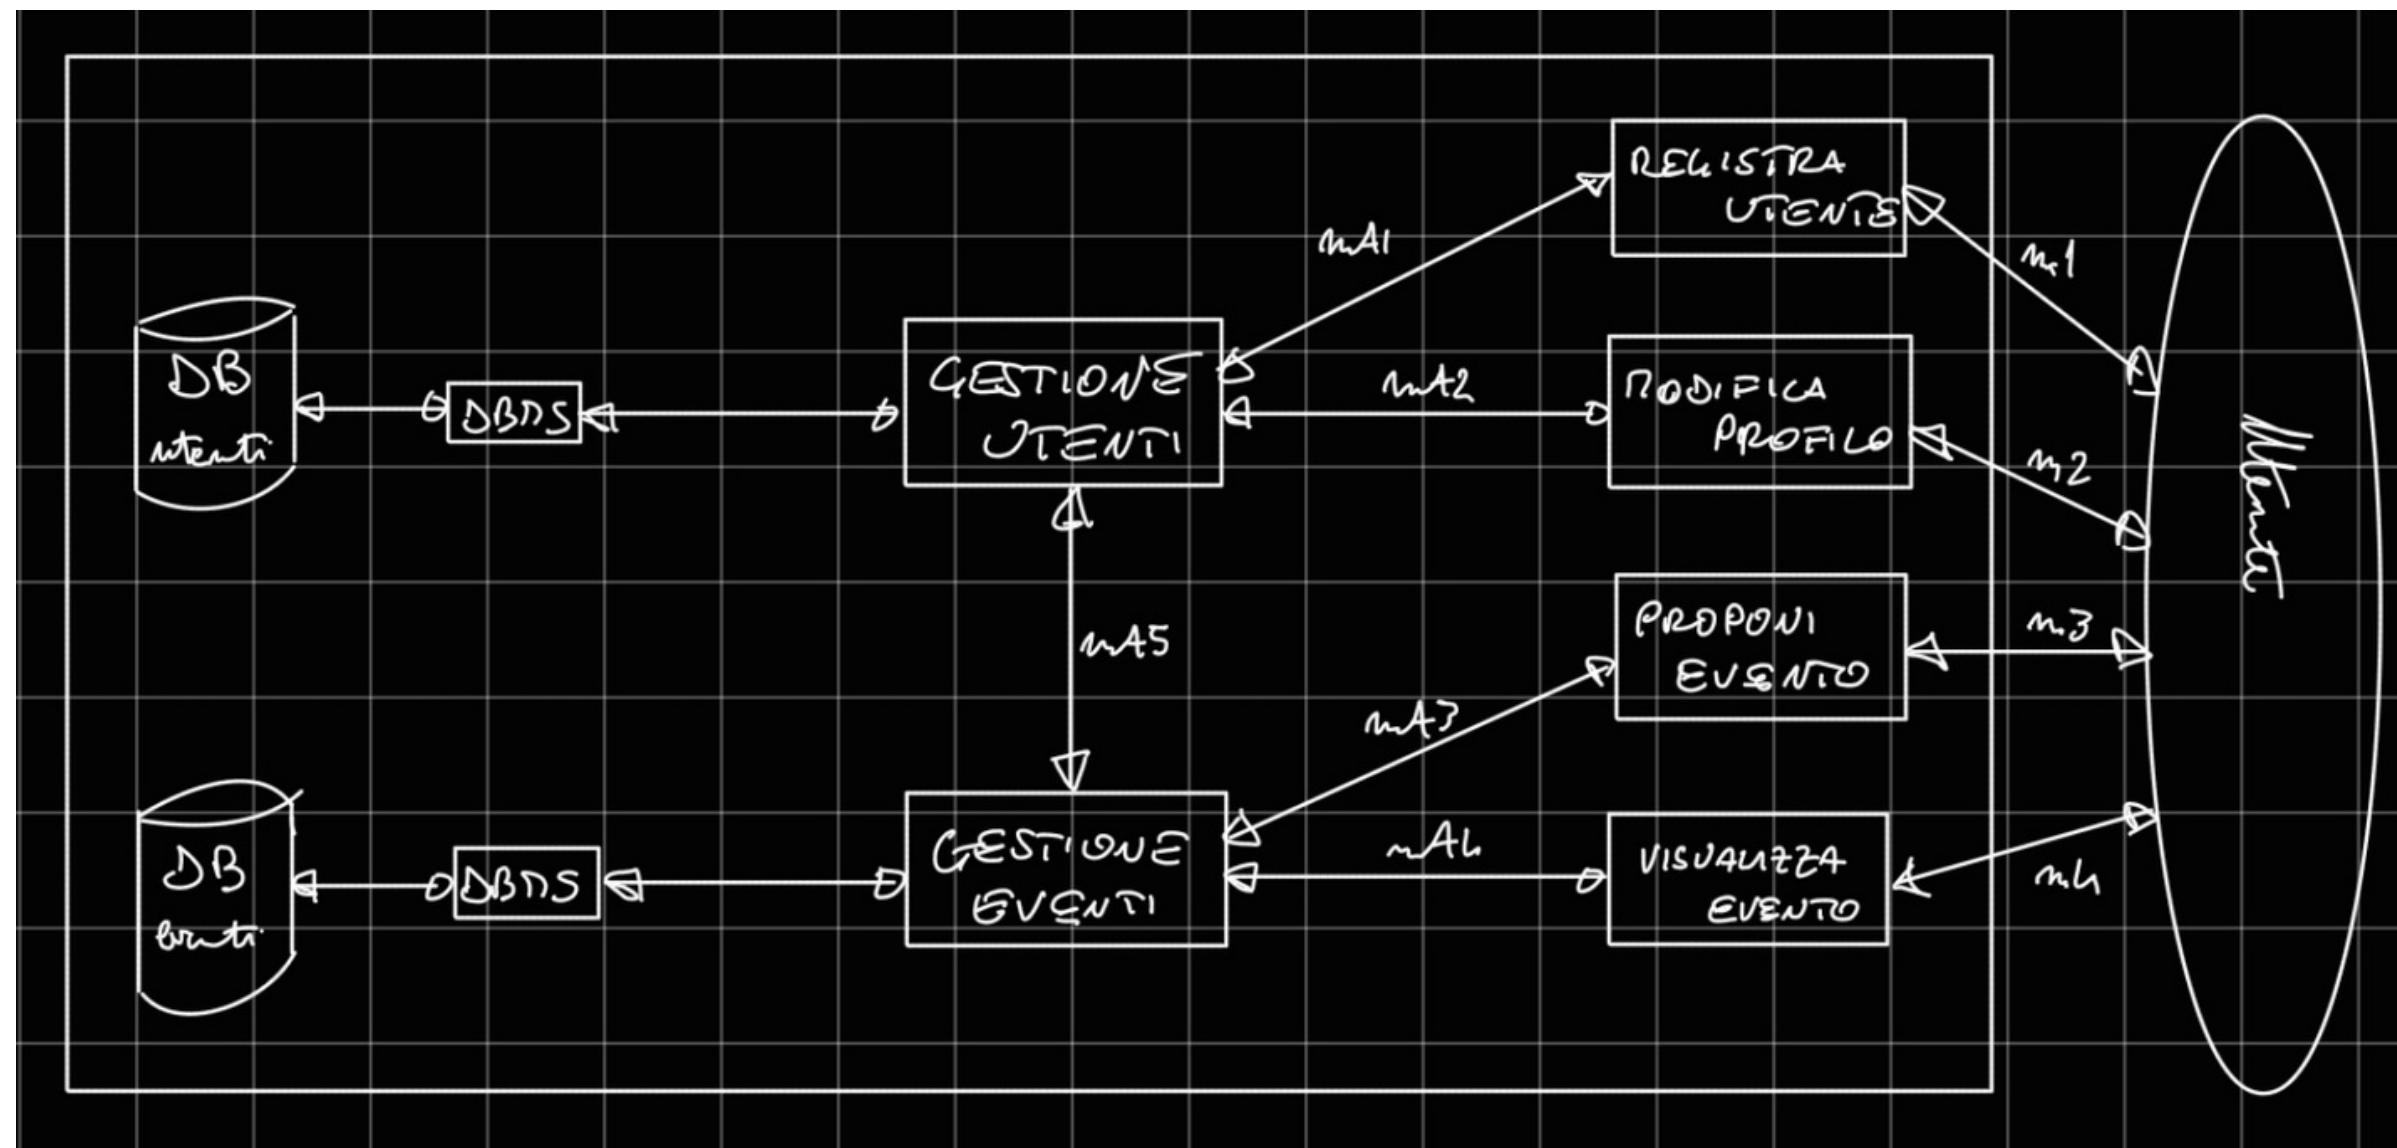 REGISTRA
UTENTE
mA1
m1
DB
utenti
DBMS
GESTIONE
UTENTI
mA2
MODIFICA
PROFILO
m2
Utente
mA5
PROPONI
EVENTO
m3
mA3
DB
eventi
DBMS
GESTIONE
EVENTI
mA4
VISUALIZZA
EVENTO
m4